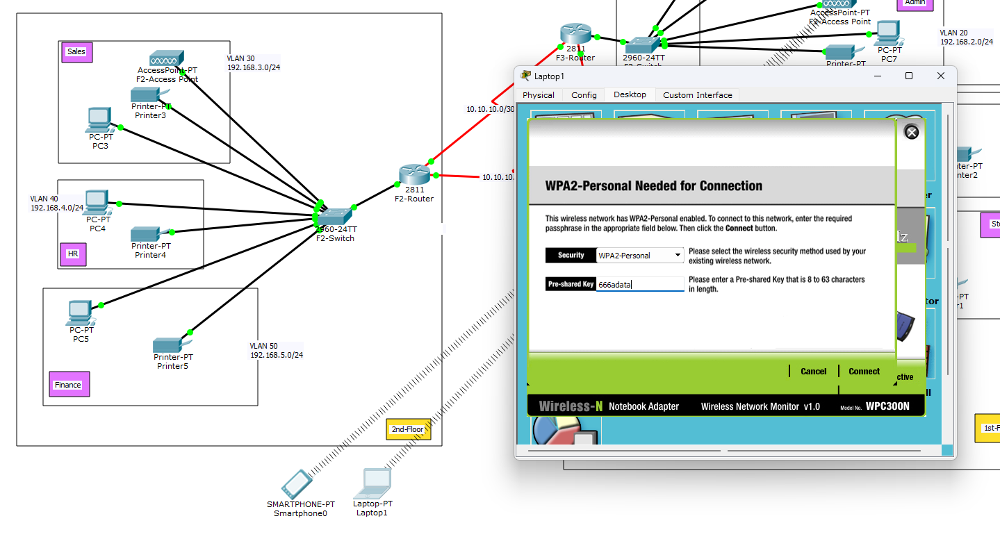 Sales
AccessPoint-PT
F2-Access Point
VLAN 30
192.168.3.0/24
Printer-PT
Printer3
PC-PT
PC3
VLAN 40
192.168.4.0/24
PC-PT
PC4
Printer-PT
Printer4
HR
2960-24TT
F2-Switch
2811
F2-Router
PC-PT
PC5
Printer-PT
Printer5
VLAN 50
192.168.5.0/24
Finance
2nd-Floor
SMARTPHONE-PT
Smartphone0
Laptop-PT
Laptop1
10.10.10.0/30
10.10.10.
2811
F3-Router
2960-24TT
F3-Switch
AccessPoint-PT
F3-Access Point
Admin
PC-PT
PC7
Printer-PT
VLAN 20
192.168.2.0/24
Laptop1
Physical
Config
Desktop
Custom Interface
WPA2-Personal Needed for Connection
This wireless network has WPA2-Personal enabled. To connect to this network, enter the required
passphrase in the appropriate field below. Then click the Connect button.
Security
WPA2-Personal
Please select the wireless security method used by your
existing wireless network.
Pre-shared Key
666adata
Please enter a Pre-shared Key that is 8 to 63 characters
in length.
Cancel
Connect
ctive
Wireless-N Notebook Adapter
Wireless Network Monitor v1.0
Model No. WPC300N
tor
1st-F